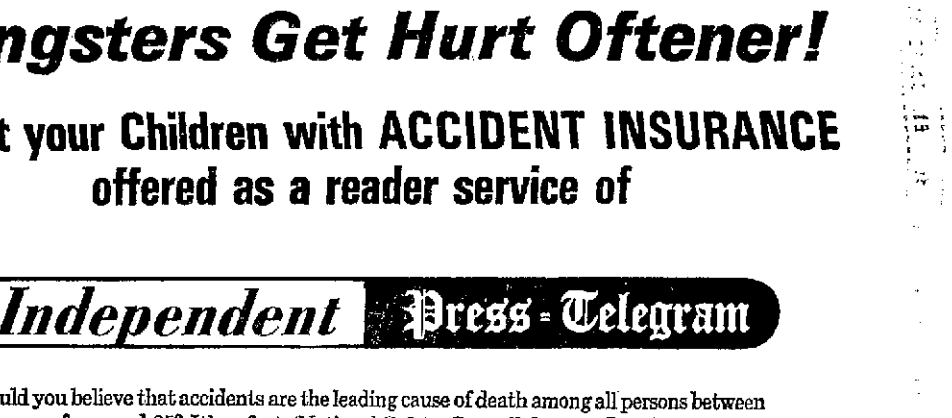 ngsters Get Hurt Oftener!
t your Children with ACCIDENT INSURANCE
offered as a reader service of
Independent Press-Telegram
uld you believe that accidents are the leading cause of death among all persons between